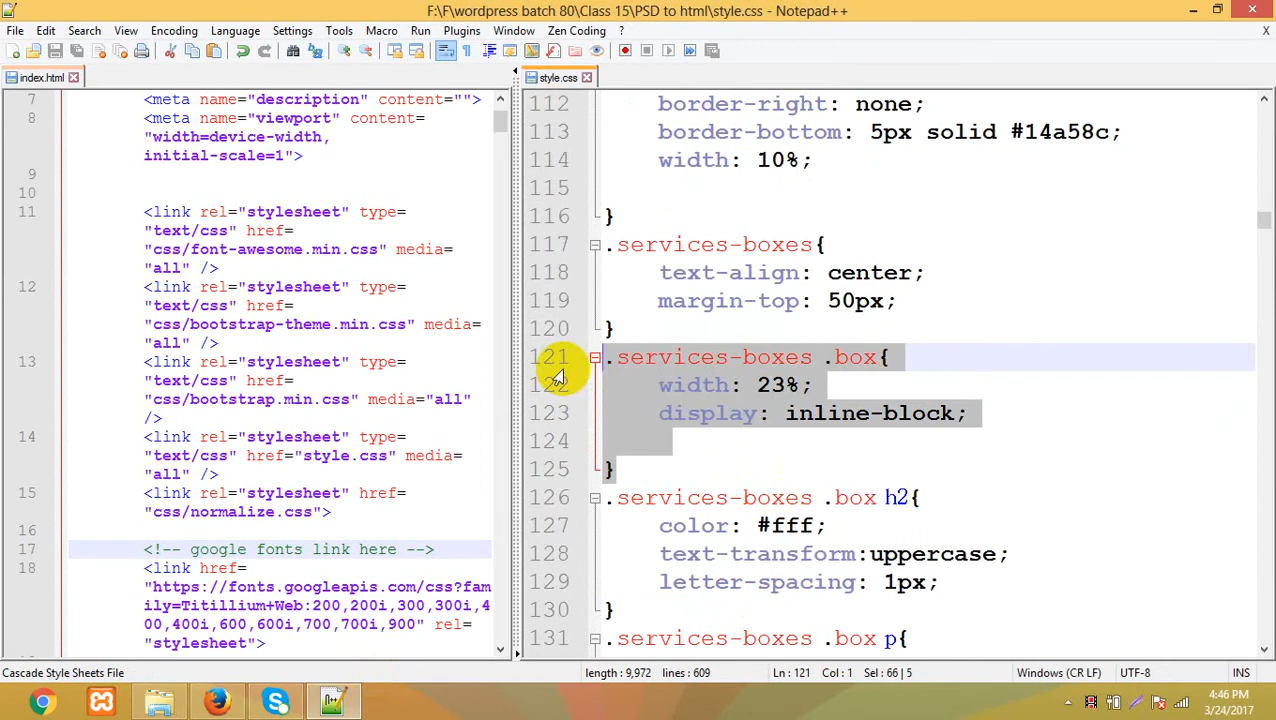 F:\F\wordpress batch 80\Class 15\PSD to html\style.css - Notepad++
File Edit Search View Encoding Language Settings Tools Macro Run Plugins Window Zen Coding ? X
index.html
7 <meta name="description" content="">
8 <meta name="viewport" content=
"width=device-width,
initial-scale=1">
9
10
11 <link rel="stylesheet" type=
"text/css" href=
"css/font-awesome.min.css" media=
"all" />
12 <link rel="stylesheet" type=
"text/css" href=
"css/bootstrap-theme.min.css" media=
"all" />
13 <link rel="stylesheet" type=
"text/css" href=
"css/bootstrap.min.css" media="all"
/>
14 <link rel="stylesheet" type=
"text/css" href="style.css" media=
"all" />
15 <link rel="stylesheet" href=
"css/normalize.css">
16
17 <!-- google fonts link here -->
18 <link href=
"https://fonts.googleapis.com/css?fam
ily=Titillium+Web:200,200i,300,300i,4
00,400i,600,600i,700,700i,900" rel=
"stylesheet">
style.css
112 border-right: none;
113 border-bottom: 5px solid #14a58c;
114 width: 10%;
115
116 }
117 .services-boxes{
118 text-align: center;
119 margin-top: 50px;
120 }
121 .services-boxes .box{
122 width: 23%;
123 display: inline-block;
124
125 }
126 .services-boxes .box h2{
127 color: #fff;
128 text-transform:uppercase;
129 letter-spacing: 1px;
130 }
131 .services-boxes .box p{
Cascade Style Sheets File length : 9,972 lines : 609 Ln : 121 Col : 1 Sel : 66 | 5 Windows (CR LF) UTF-8 INS
4:46 PM
3/24/2017